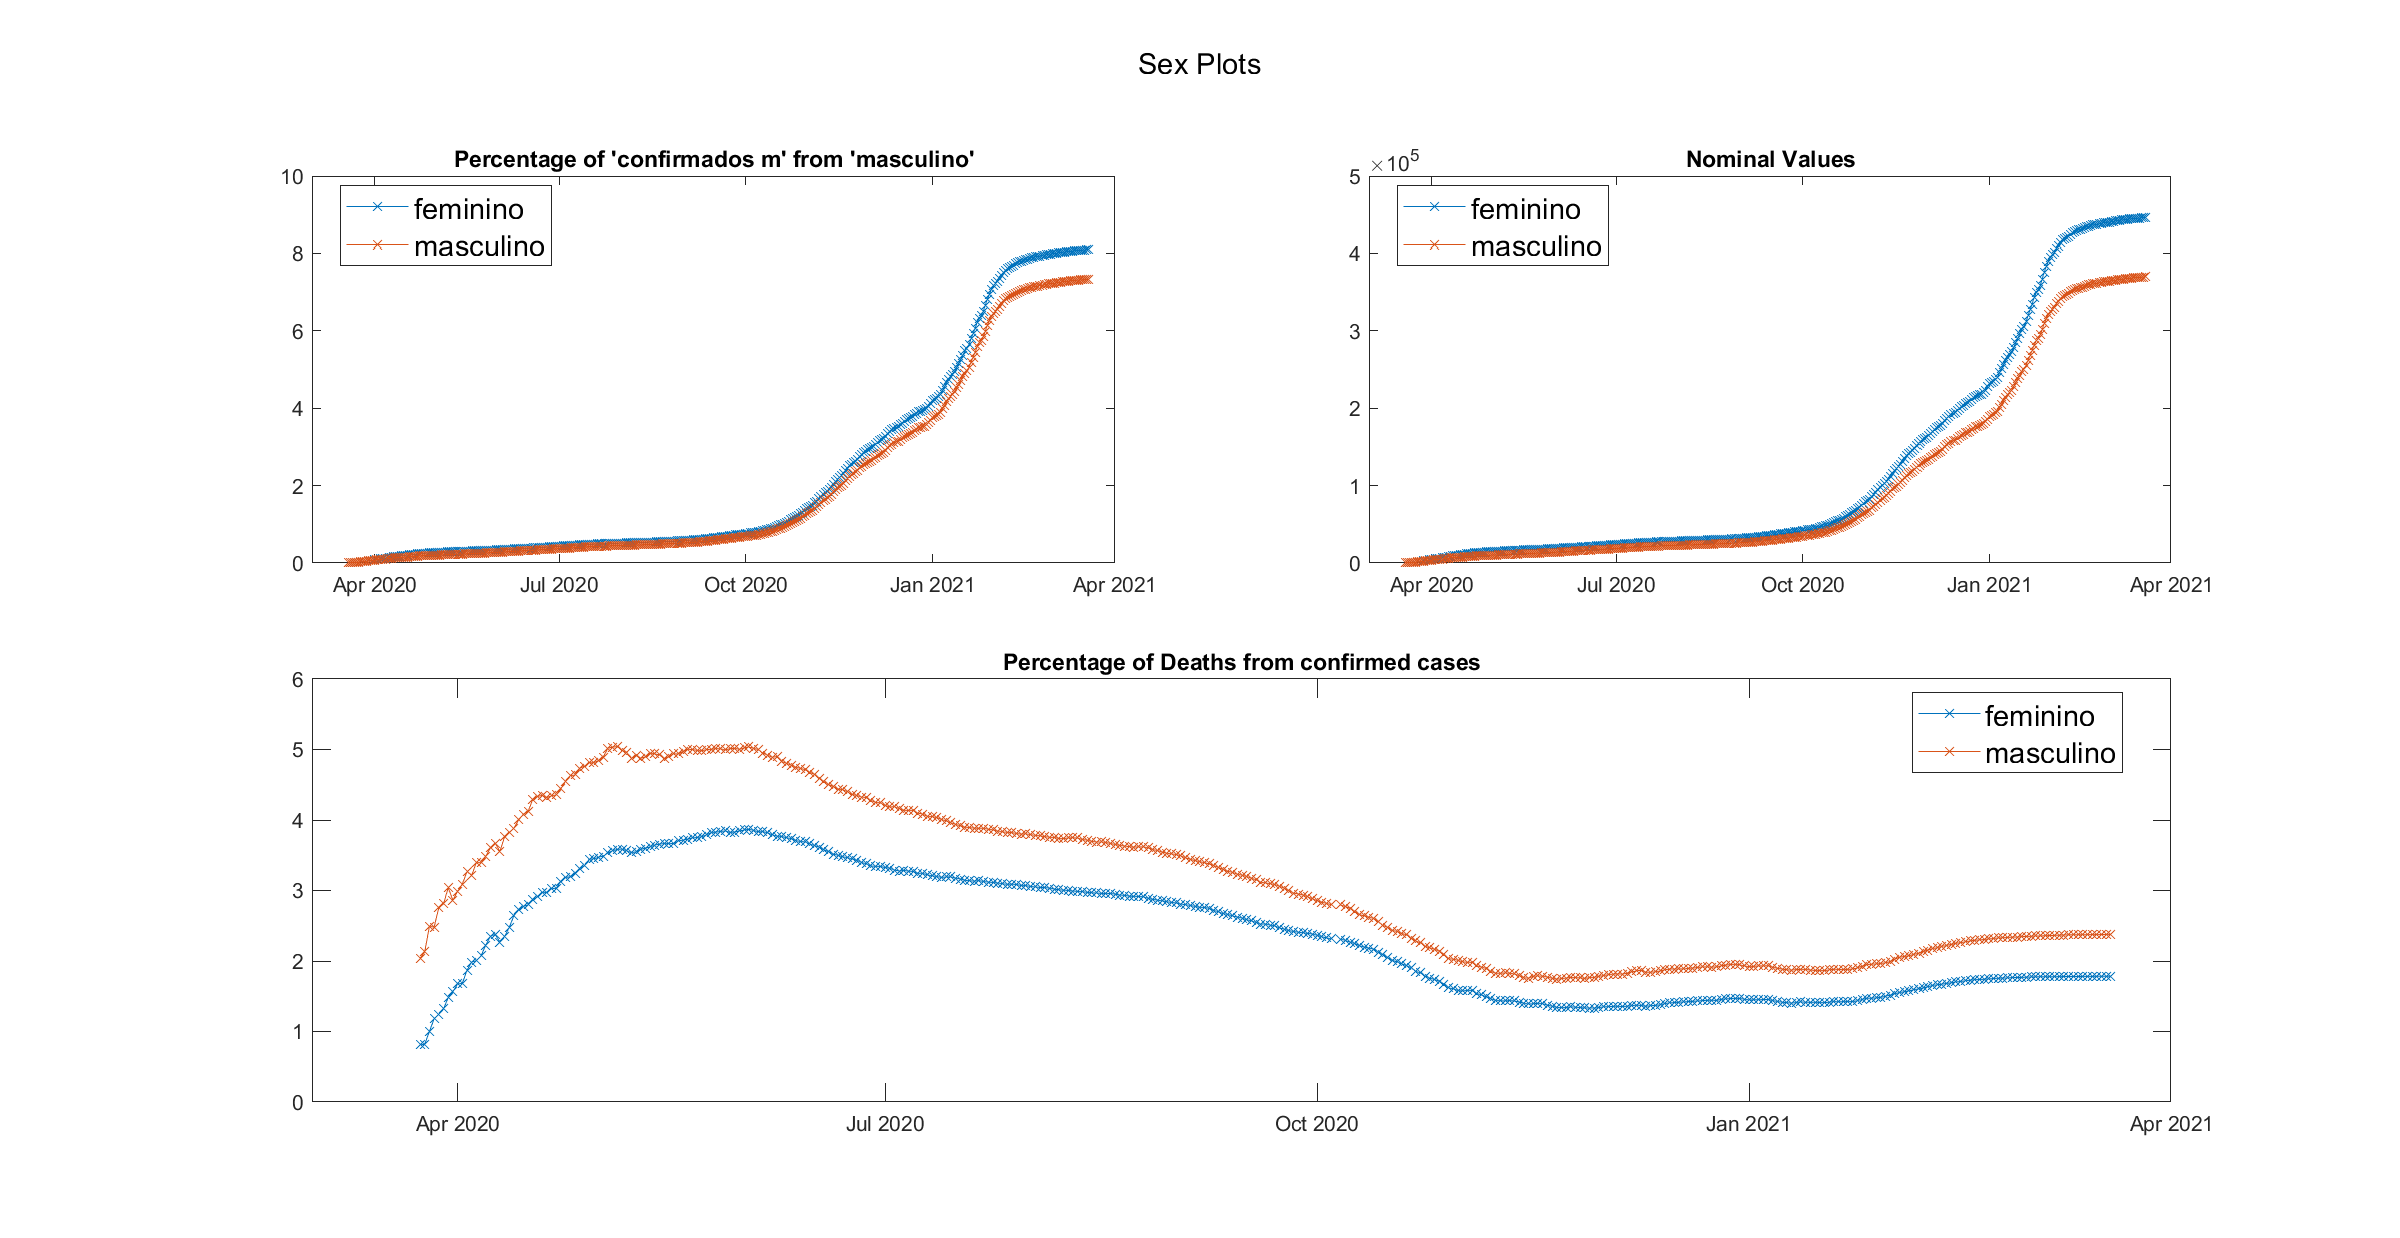 Sex Plots
Percentage of 'confirmados m' from 'masculino'
10
8
6
4
2
0
feminino
masculino
Apr 2020
Jul 2020
Oct 2020
Jan 2021
Apr 2021
Nominal Values
×10⁵
5
4
3
2
1
0
feminino
masculino
Apr 2020
Jul 2020
Oct 2020
Jan 2021
Apr 2021
Percentage of Deaths from confirmed cases
6
5
4
3
2
1
0
feminino
masculino
Apr 2020
Jul 2020
Oct 2020
Jan 2021
Apr 2021